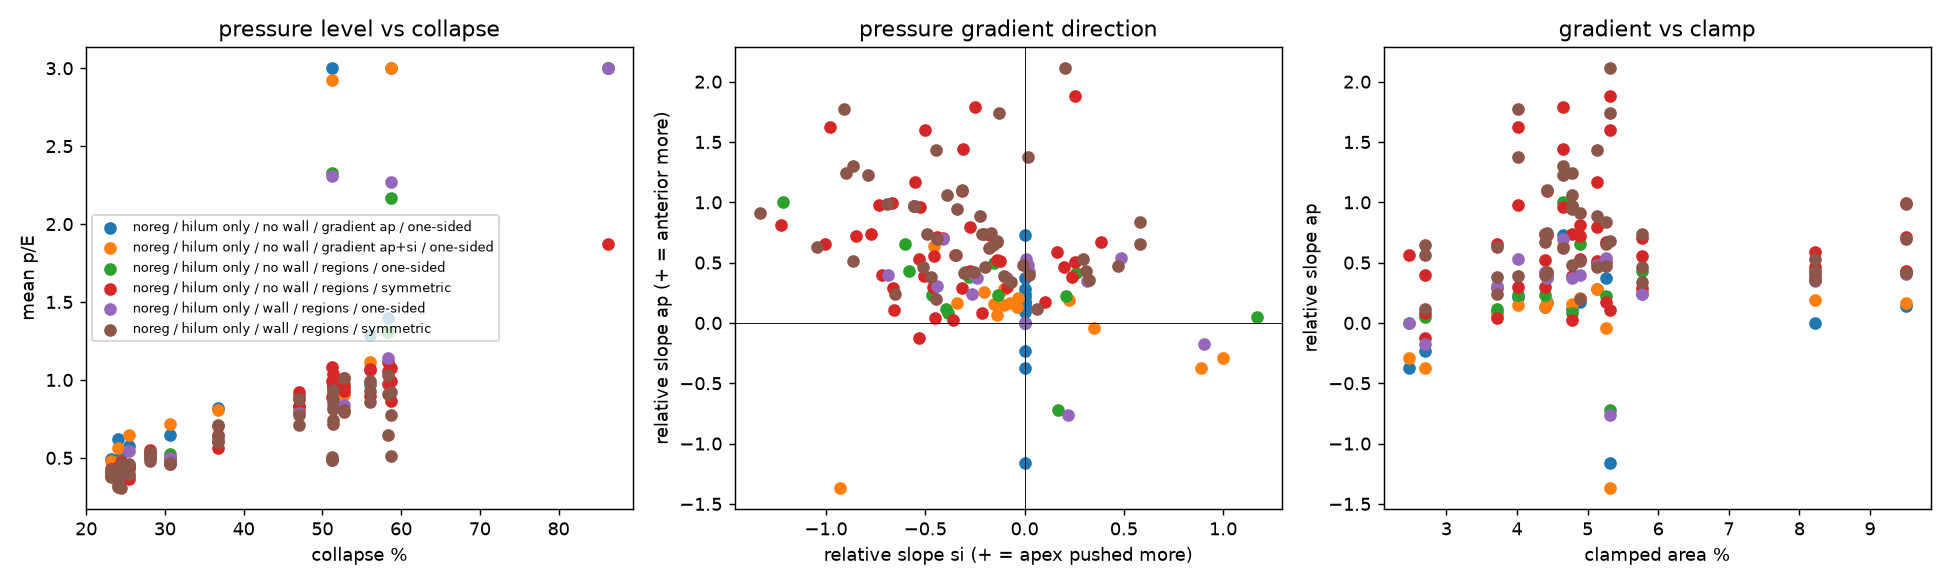 pressure level vs collapse
3.0
2.5
2.0
1.5
1.0
0.5
mean p/E
noreg / hilum only / no wall / gradient ap / one-sided
noreg / hilum only / no wall / gradient ap+si / one-sided
noreg / hilum only / no wall / regions / one-sided
noreg / hilum only / no wall / regions / symmetric
noreg / hilum only / wall / regions / one-sided
noreg / hilum only / wall / regions / symmetric
20 30 40 50 60 70 80
collapse %
pressure gradient direction
2.0
1.5
1.0
0.5
0.0
−0.5
−1.0
−1.5
relative slope ap (+ = anterior more)
−1.0 −0.5 0.0 0.5 1.0
relative slope si (+ = apex pushed more)
gradient vs clamp
2.0
1.5
1.0
0.5
0.0
−0.5
−1.0
−1.5
relative slope ap
3 4 5 6 7 8 9
clamped area %